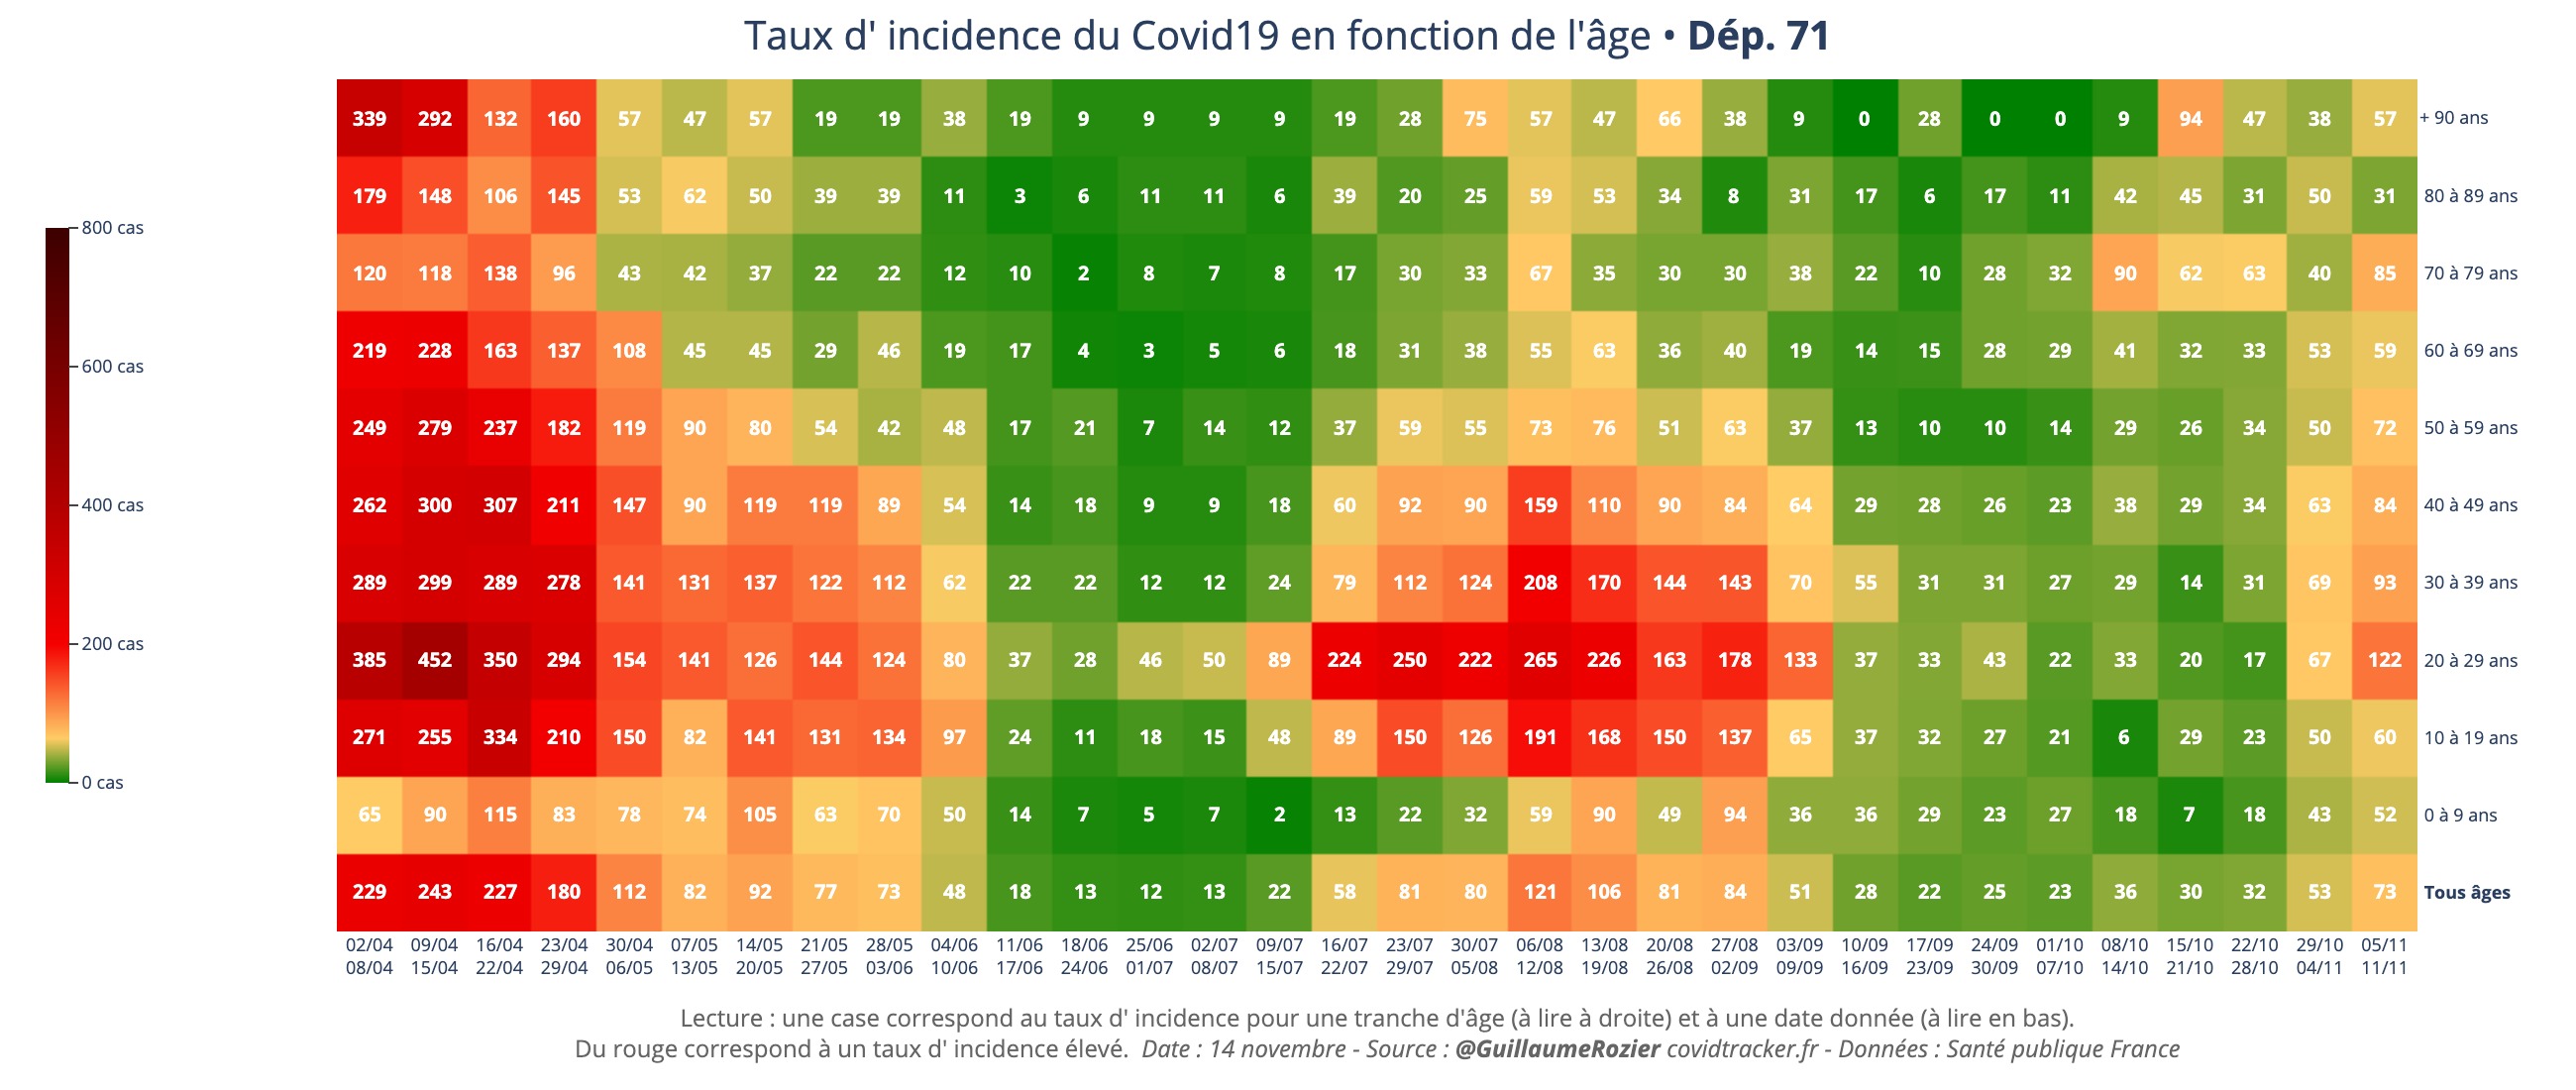 Taux d' incidence du Covid19 en fonction de l'âge • Dép. 71
339 292 132 160 57 47 57 19 19 38 19 9 9 9 9 19 28 75 57 47 66 38 9 0 28 0 0 9 94 47 38 57 + 90 ans
179 148 106 145 53 62 50 39 39 11 3 6 11 11 6 39 20 25 59 53 34 8 31 17 6 17 11 42 45 31 50 31 80 à 89 ans
800 cas
120 118 138 96 43 42 37 22 22 12 10 2 8 7 8 17 30 33 67 35 30 30 38 22 10 28 32 90 62 63 40 85 70 à 79 ans
219 228 163 137 108 45 45 29 46 19 17 4 3 5 6 18 31 38 55 63 36 40 19 14 15 28 29 41 32 33 53 59 60 à 69 ans
600 cas
249 279 237 182 119 90 80 54 42 48 17 21 7 14 12 37 59 55 73 76 51 63 37 13 10 10 14 29 26 34 50 72 50 à 59 ans
400 cas
262 300 307 211 147 90 119 119 89 54 14 18 9 9 18 60 92 90 159 110 90 84 64 29 28 26 23 38 29 34 63 84 40 à 49 ans
289 299 289 278 141 131 137 122 112 62 22 22 12 12 24 79 112 124 208 170 144 143 70 55 31 31 27 29 14 31 69 93 30 à 39 ans
200 cas
385 452 350 294 154 141 126 144 124 80 37 28 46 50 89 224 250 222 265 226 163 178 133 37 33 43 22 33 20 17 67 122 20 à 29 ans
271 255 334 210 150 82 141 131 134 97 24 11 18 15 48 89 150 126 191 168 150 137 65 37 32 27 21 6 29 23 50 60 10 à 19 ans
0 cas
65 90 115 83 78 74 105 63 70 50 14 7 5 7 2 13 22 32 59 90 49 94 36 36 29 23 27 18 7 18 43 52 0 à 9 ans
229 243 227 180 112 82 92 77 73 48 18 13 12 13 22 58 81 80 121 106 81 84 51 28 22 25 23 36 30 32 53 73 Tous âges
02/04 09/04 16/04 23/04 30/04 07/05 14/05 21/05 28/05 04/06 11/06 18/06 25/06 02/07 09/07 16/07 23/07 30/07 06/08 13/08 20/08 27/08 03/09 10/09 17/09 24/09 01/10 08/10 15/10 22/10 29/10 05/11
08/04 15/04 22/04 29/04 06/05 13/05 20/05 27/05 03/06 10/06 17/06 24/06 01/07 08/07 15/07 22/07 29/07 05/08 12/08 19/08 26/08 02/09 09/09 16/09 23/09 30/09 07/10 14/10 21/10 28/10 04/11 11/11
Lecture : une case correspond au taux d' incidence pour une tranche d'âge (à lire à droite) et à une date donnée (à lire en bas).
Du rouge correspond à un taux d' incidence élevé. Date : 14 novembre - Source : @GuillaumeRozier covidtracker.fr - Données : Santé publique France